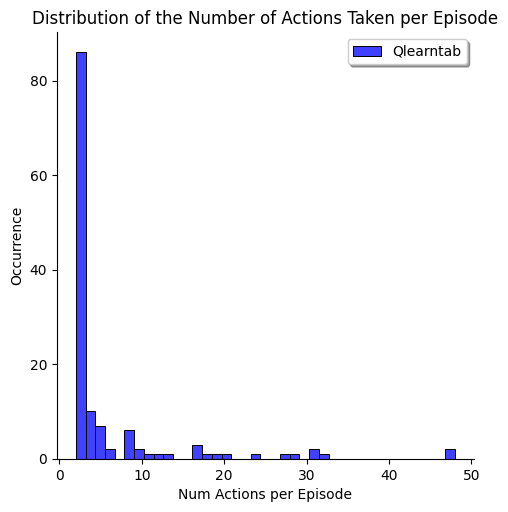 Distribution of the Number of Actions Taken per Episode
Qlearntab
80
60
40
20
0
Occurrence
0 10 20 30 40 50
Num Actions per Episode